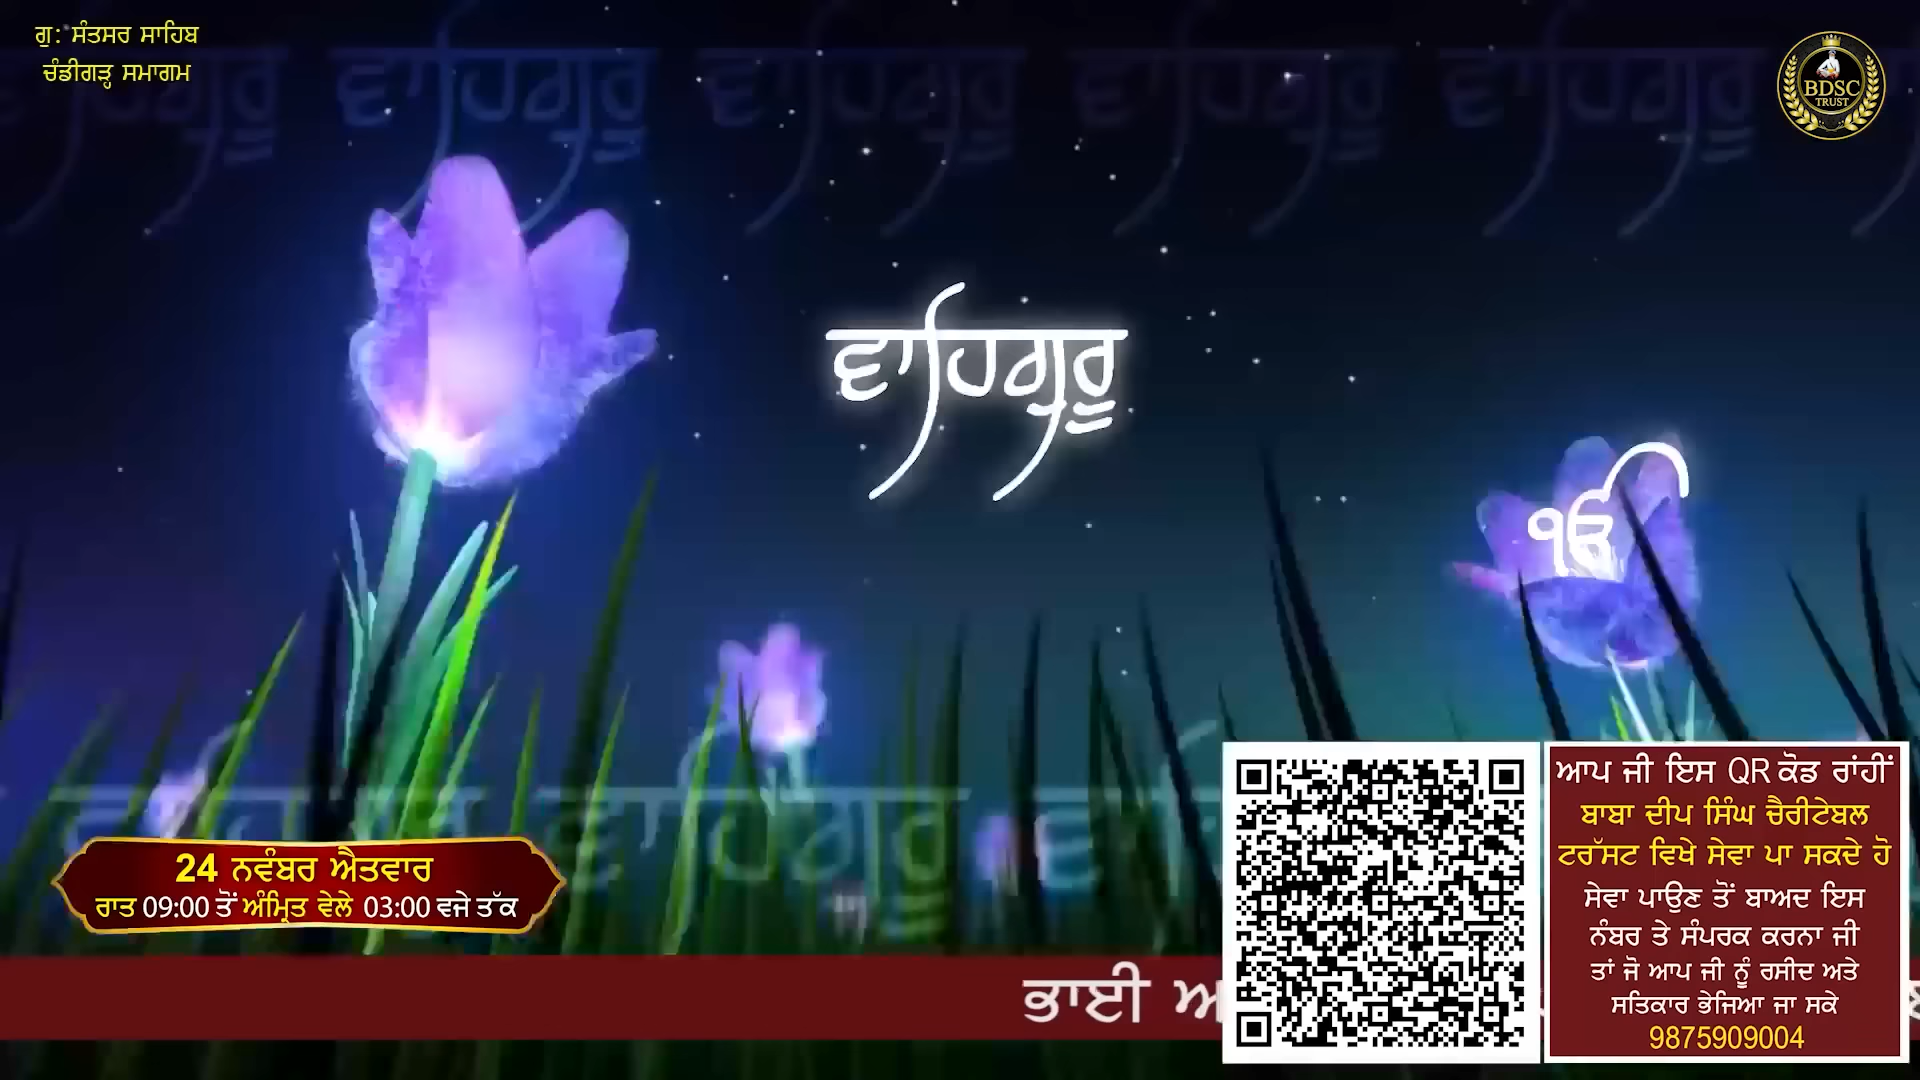 ਗੁ: ਸੰਤਸਰ ਸਾਹਿਬ
ਚੰਡੀਗੜ੍ਹ ਸਮਾਗਮ
BDSC
TRUST
ਵਾਹਿਗੁਰੂ ਵਾਹਿਗੁਰੂ ਵਾਹਿਗੁਰੂ ਵਾਹਿਗੁਰੂ ਵਾਹਿਗੁਰੂ
ਵਾਹਿਗੁਰੂ
ੴ
ਵਾਹਿਗੁਰੂ
24 ਨਵੰਬਰ ਐਤਵਾਰ
ਰਾਤ 09:00 ਤੋਂ ਅੰਮ੍ਰਿਤ ਵੇਲੇ 03:00 ਵਜੇ ਤੱਕ
ਭਾਈ
ਆਪ ਜੀ ਇਸ QR ਕੋਡ ਰਾਂਹੀਂ
ਬਾਬਾ ਦੀਪ ਸਿੰਘ ਚੈਰੀਟੇਬਲ
ਟਰੱਸਟ ਵਿਖੇ ਸੇਵਾ ਪਾ ਸਕਦੇ ਹੋ
ਸੇਵਾ ਪਾਉਣ ਤੋਂ ਬਾਅਦ ਇਸ
ਨੰਬਰ ਤੇ ਸੰਪਰਕ ਕਰਨਾ ਜੀ
ਤਾਂ ਜੋ ਆਪ ਜੀ ਨੂੰ ਰਸੀਦ ਅਤੇ
ਸਤਿਕਾਰ ਭੇਜਿਆ ਜਾ ਸਕੇ
9875909004